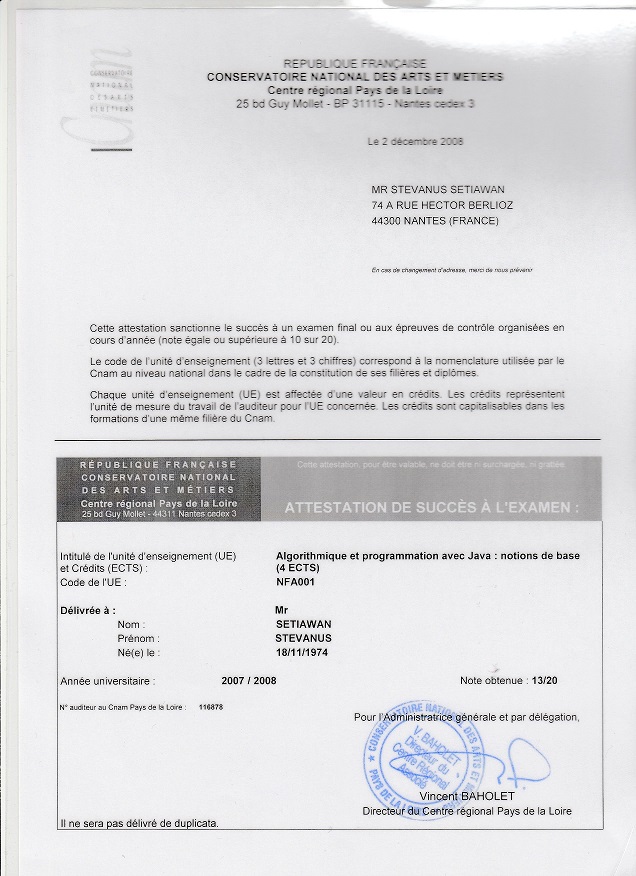 Cnam
CONSERVATOIRE
NATIONAL
DES ARTS
ET MÉTIERS
REPUBLIQUE FRANÇAISE
CONSERVATOIRE NATIONAL DES ARTS ET METIERS
Centre régional Pays de la Loire
25 bd Guy Mollet - BP 31115 - Nantes cedex 3
Le 2 décembre 2008
MR STEVANUS SETIAWAN
74 A RUE HECTOR BERLIOZ
44300 NANTES (FRANCE)
En cas de changement d'adresse, merci de nous prévenir
Cette attestation sanctionne le succès à un examen final ou aux épreuves de contrôle organisées en
cours d'année (note égale ou supérieure à 10 sur 20).
Le code de l'unité d'enseignement (3 lettres et 3 chiffres) correspond à la nomenclature utilisée par le
Cnam au niveau national dans le cadre de la constitution de ses filières et diplômes.
Chaque unité d'enseignement (UE) est affectée d'une valeur en crédits. Les crédits représentent
l'unité de mesure du travail de l'auditeur pour l'UE concernée. Les crédits sont capitalisables dans les
formations d'une même filière du Cnam.
RÉPUBLIQUE FRANÇAISE
CONSERVATOIRE NATIONAL
DES ARTS ET MÉTIERS
Centre régional Pays de la Loire
25 bd Guy Mollet - 44311 Nantes cedex 3
Cette attestation, pour être valable, ne doit être ni surchargée, ni grattée
ATTESTATION DE SUCCÈS À L'EXAMEN :
Intitulé de l'unité d'enseignement (UE) Algorithmique et programmation avec Java : notions de base
et Crédits (ECTS) : (4 ECTS)
Code de l'UE : NFA001
Délivrée à : Mr
Nom : SETIAWAN
Prénom : STEVANUS
Né(e) le : 18/11/1974
Année universitaire : 2007 / 2008 Note obtenue : 13/20
N° auditeur au Cnam Pays de la Loire : 116878
Pour l'Administratrice générale et par délégation,
CONSERVATOIRE NATIONAL DES ARTS ET
PAYS DE LA
V. BAHOLET
Directeur du
Centre Régional
Associé
Vincent BAHOLET
Directeur du Centre régional Pays de la Loire
Il ne sera pas délivré de duplicata.